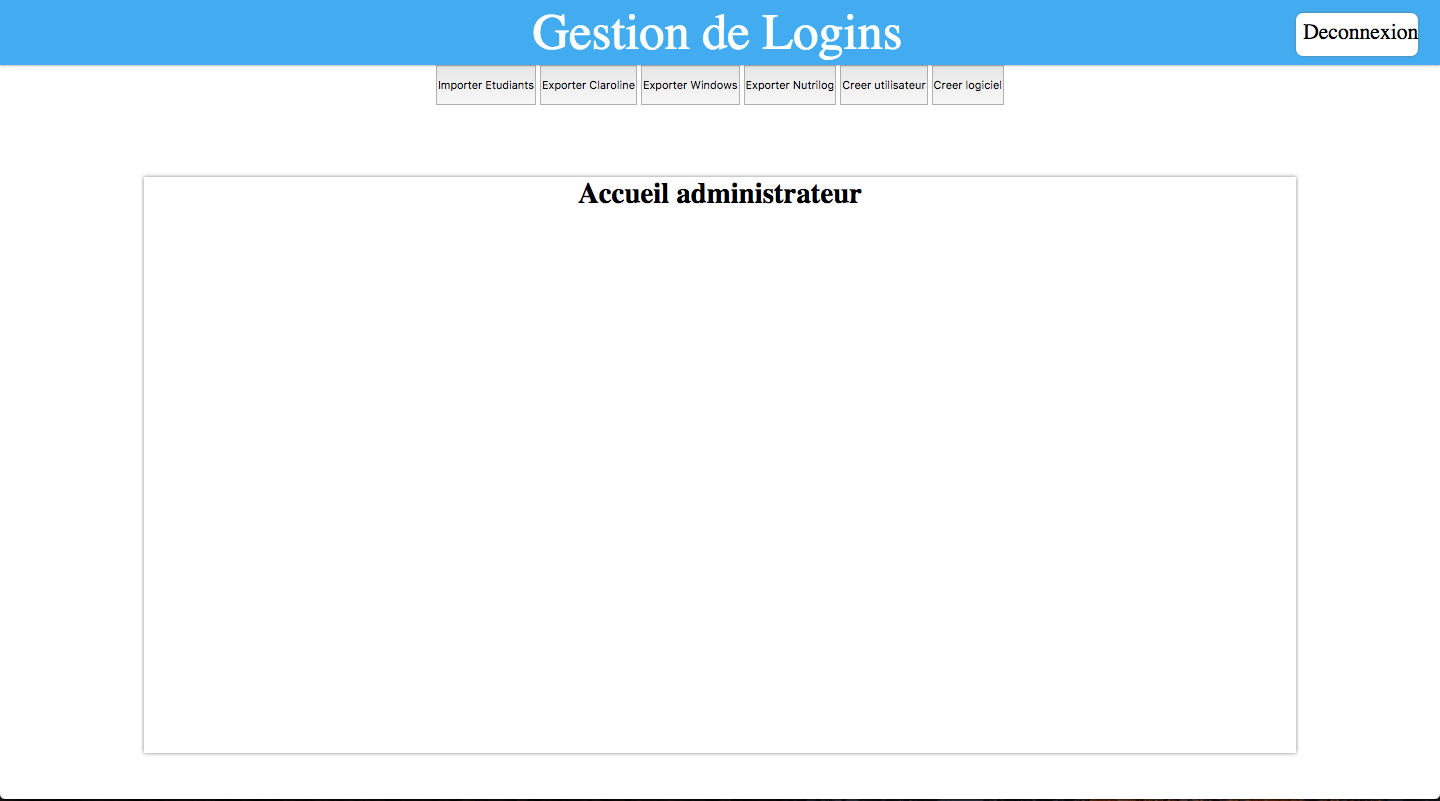 Gestion de Logins
Deconnexion
Importer Etudiants Exporter Claroline Exporter Windows Exporter Nutrilog Creer utilisateur Creer logiciel
Accueil administrateur